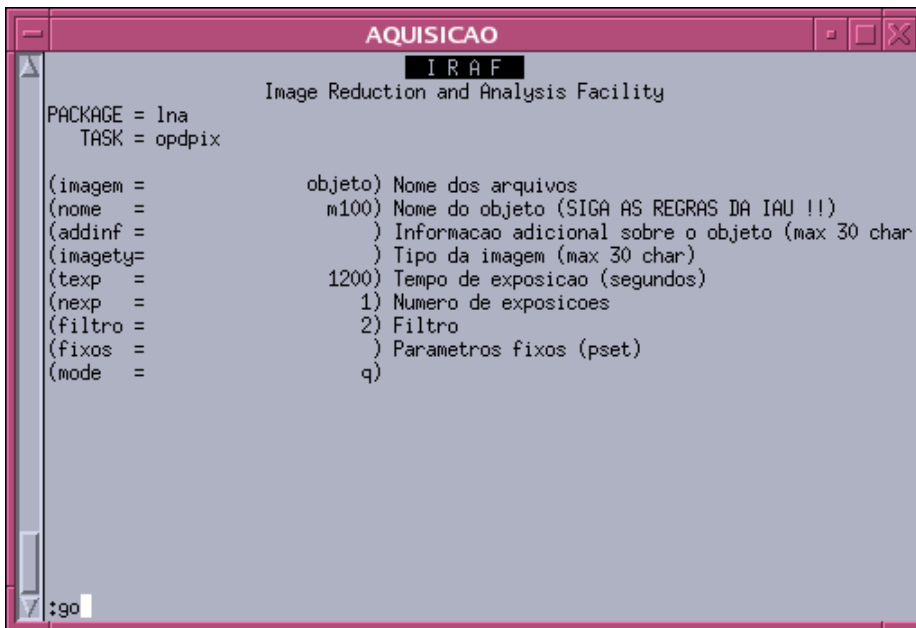 AQUISICAO
I R A F
Image Reduction and Analysis Facility
PACKAGE = lna
TASK = opdpix
(imagem = objeto) Nome dos arquivos
(nome = m100) Nome do objeto (SIGA AS REGRAS DA IAU !!)
(addinf = ) Informacao adicional sobre o objeto (max 30 char
(imagety= ) Tipo da imagem (max 30 char)
(texp = 1200) Tempo de exposicao (segundos)
(nexp = 1) Numero de exposicoes
(filtro = 2) Filtro
(fixos = ) Parametros fixos (pset)
(mode = q)
:go